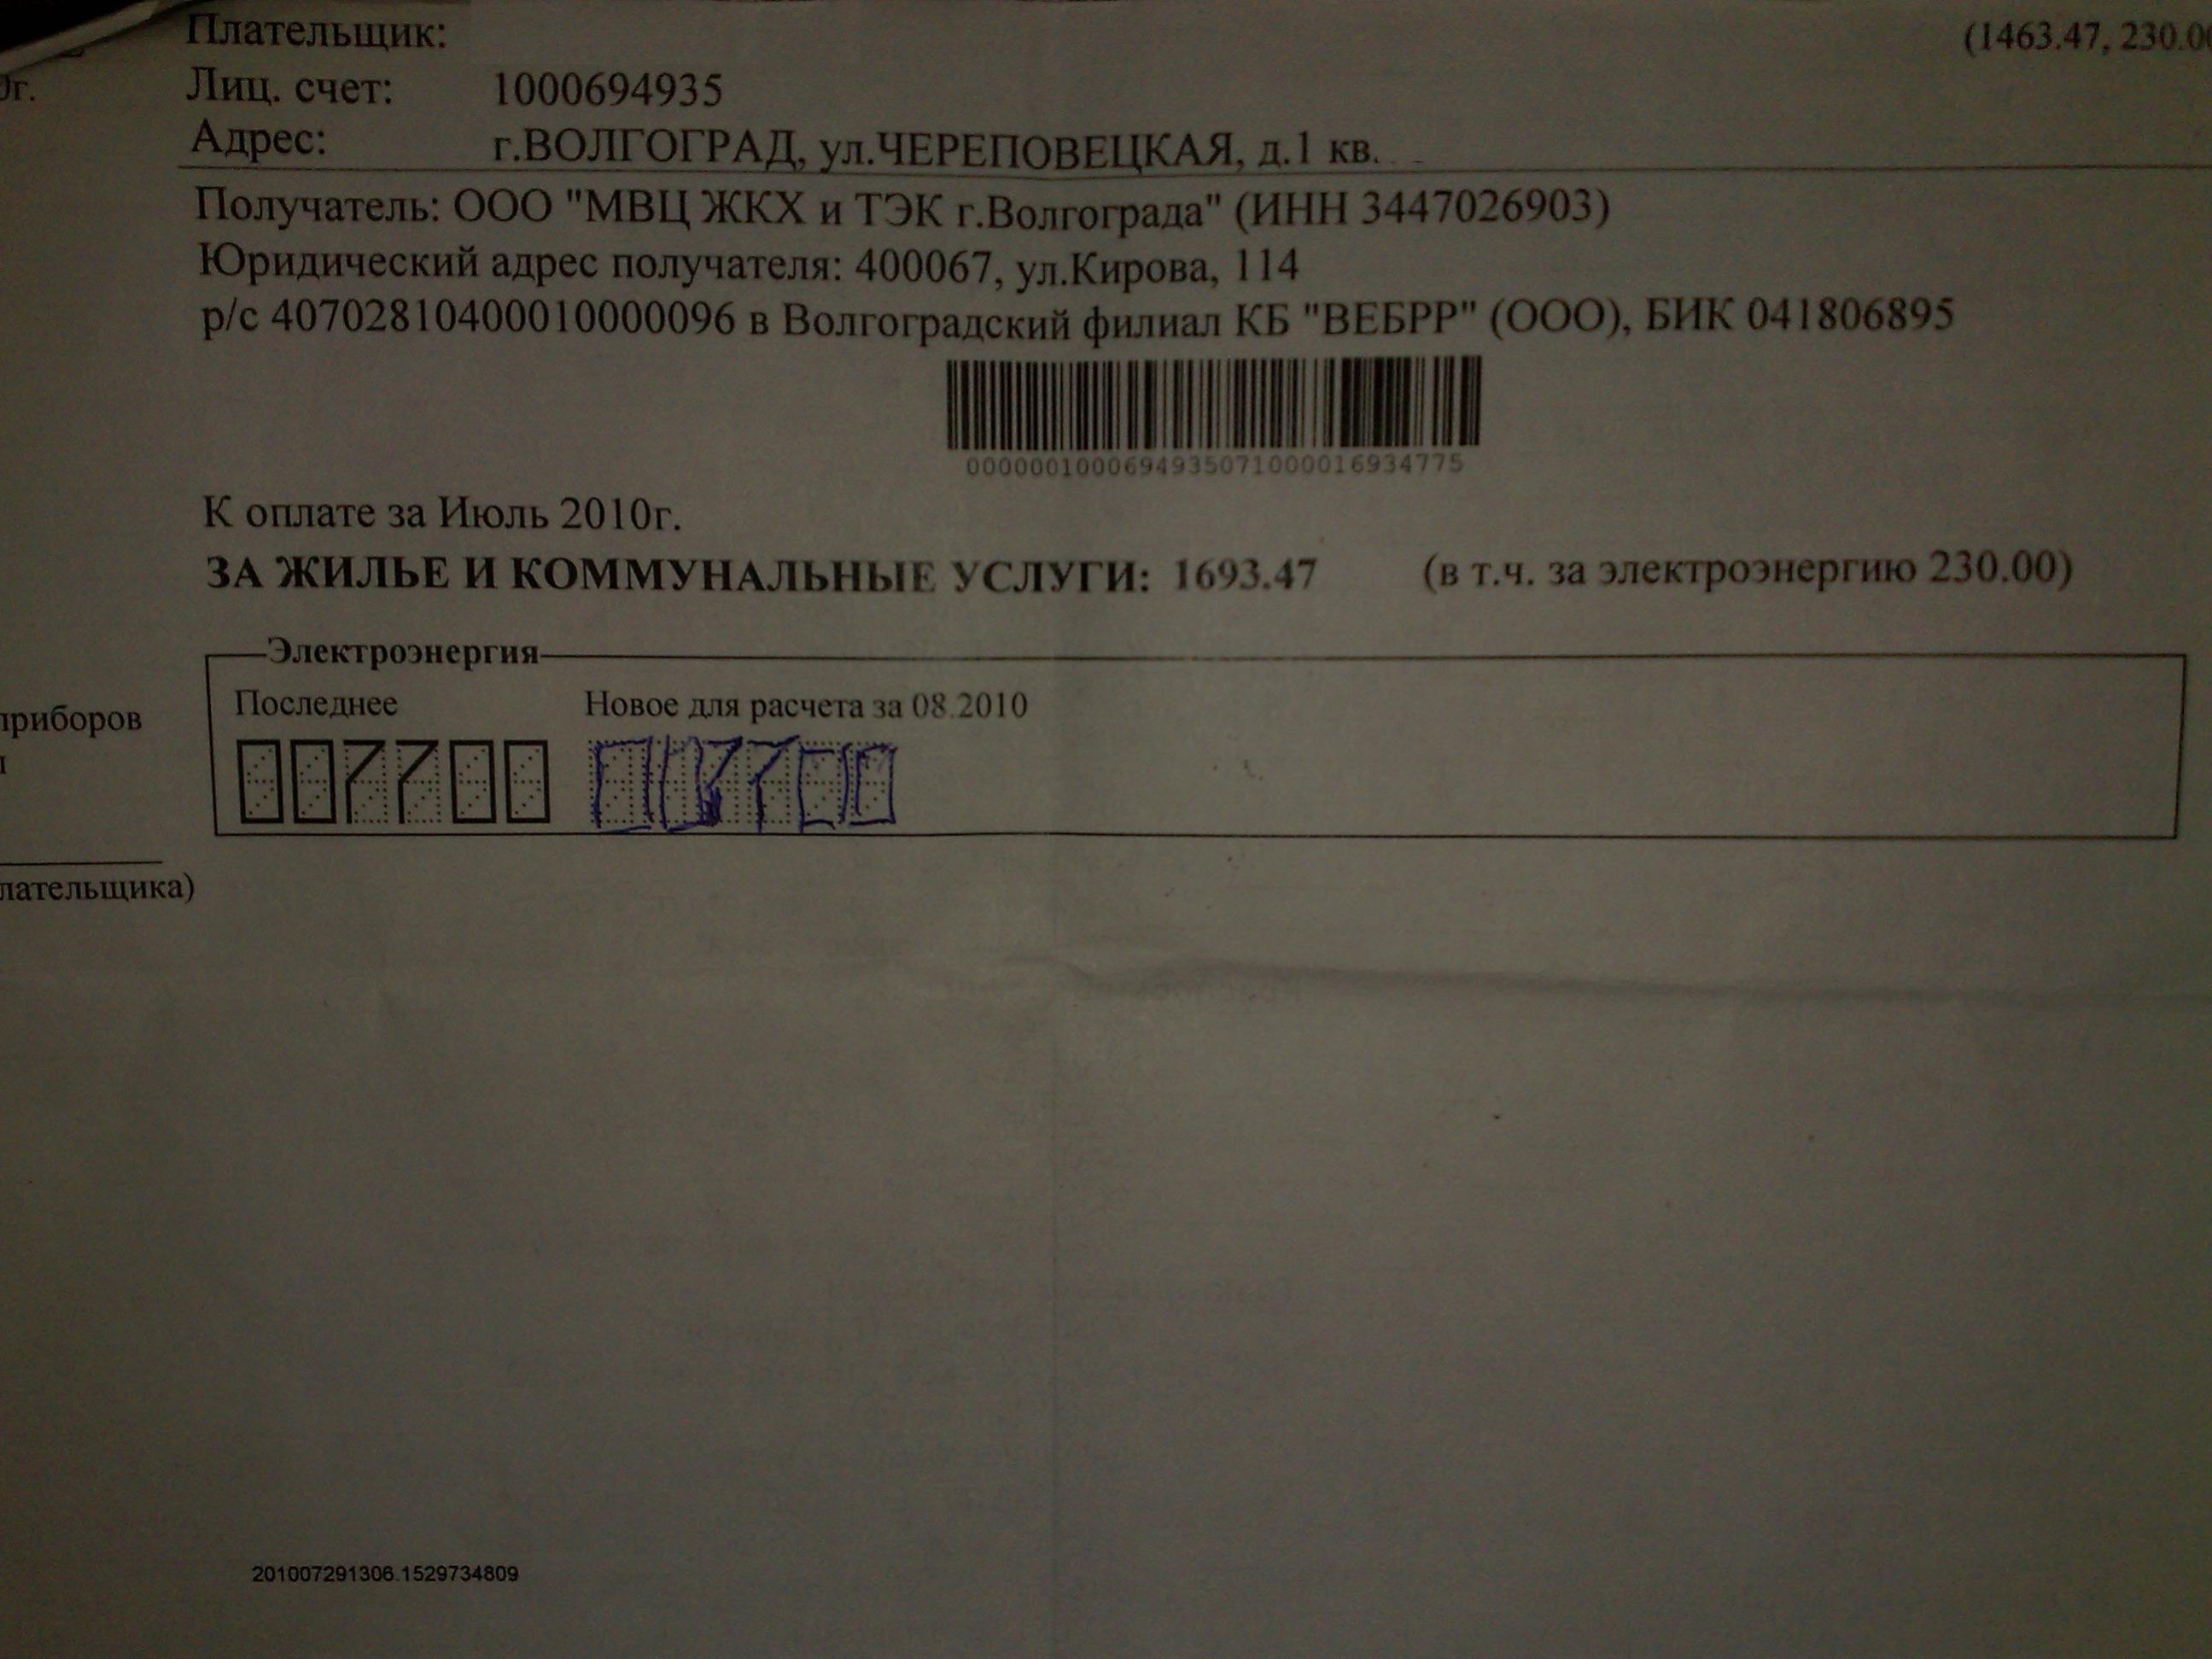 Плательщик: (1463.47, 230.00
Лиц. счет: 1000694935
Адрес: г.ВОЛГОГРАД, ул.ЧЕРЕПОВЕЦКАЯ, д.1 кв.
Получатель: ООО "МВЦ ЖКХ и ТЭК г.Волгограда" (ИНН 3447026903)
Юридический адрес получателя: 400067, ул.Кирова, 114
р/с 40702810400010000096 в Волгоградский филиал КБ "ВЕБРР" (ООО), БИК 041806895
0000001000694935071000016934775
К оплате за Июль 2010г.
ЗА ЖИЛЬЕ И КОММУНАЛЬНЫЕ УСЛУГИ: 1693.47 (в т.ч. за электроэнергию 230.00)
Электроэнергия
Последнее Новое для расчета за 08.2010
007700
приборов
лательщика)
201007291306.1529734809